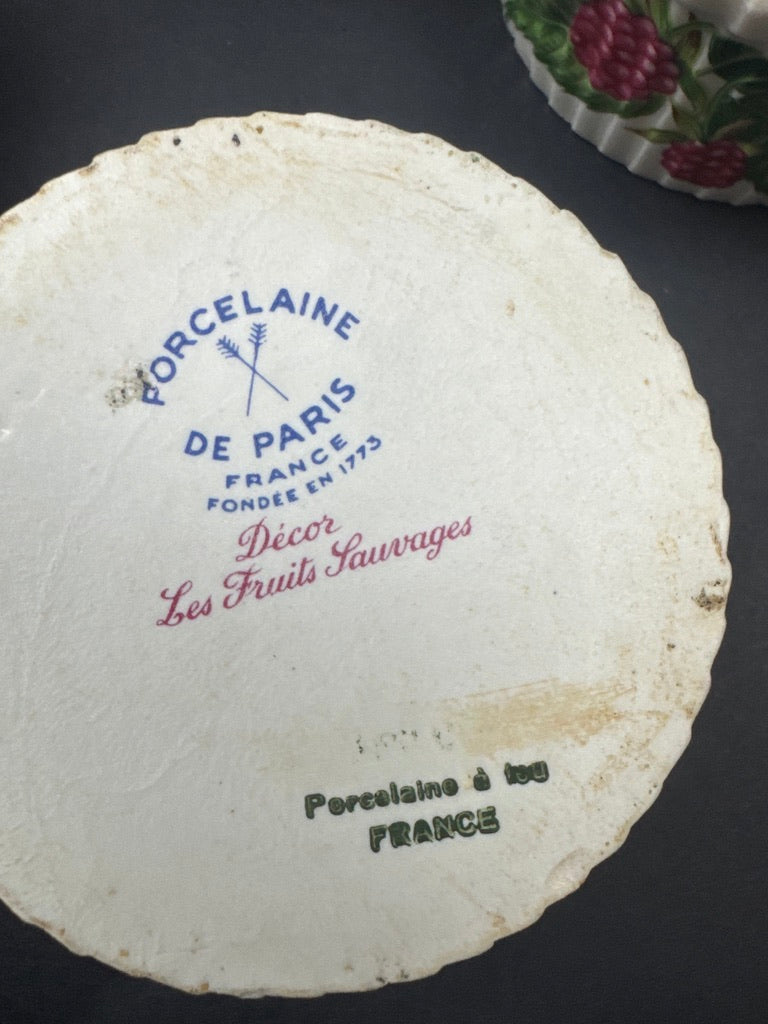 PORCELAINE
DE PARIS
FRANCE
FONDÉE EN 1773
Décor
Les Fruits Sauvages
Porcelaine à feu
FRANCE